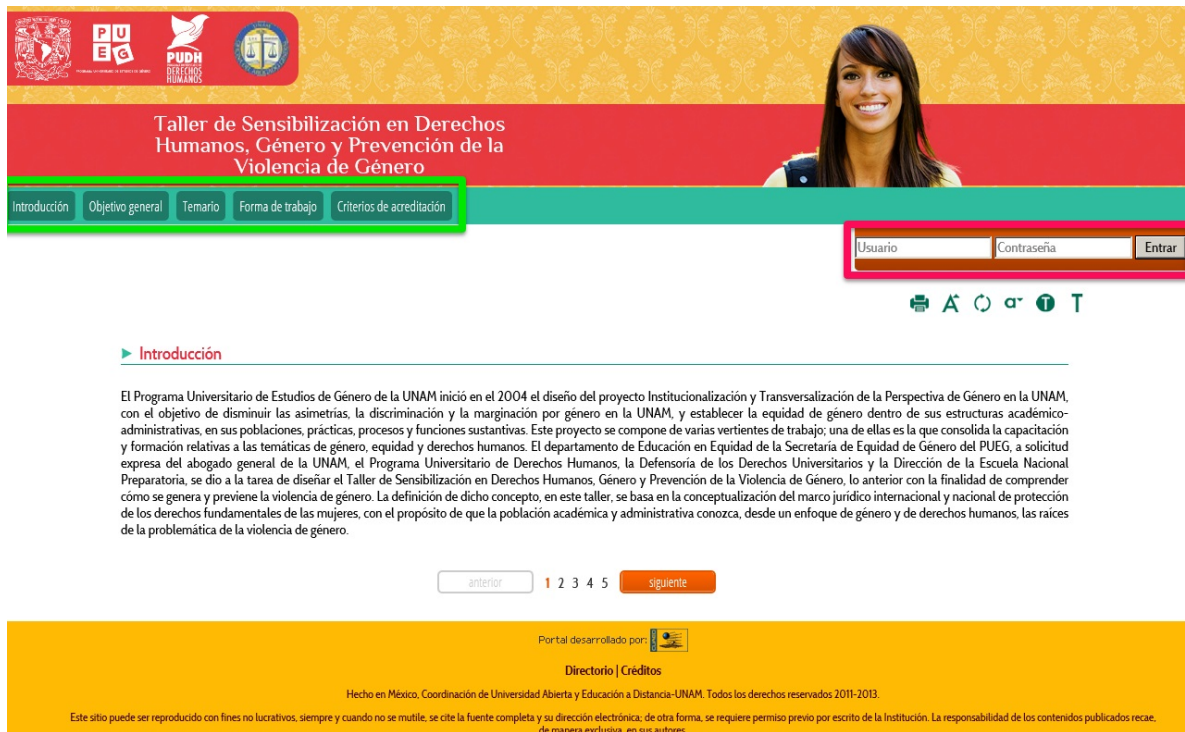 PU
EG
PUDH
DERECHOS
HUMANOS
Taller de Sensibilización en Derechos
Humanos, Género y Prevención de la
Violencia de Género
Introducción Objetivo general Temario Forma de trabajo Criterios de acreditación
Usuario Contraseña Entrar
Introducción
El Programa Universitario de Estudios de Género de la UNAM inició en el 2004 el diseño del proyecto Institucionalización y Transversalización de la Perspectiva de Género en la UNAM,
con el objetivo de disminuir las asimetrías, la discriminación y la marginación por género en la UNAM, y establecer la equidad de género dentro de sus estructuras académico-
administrativas, en sus poblaciones, prácticas, procesos y funciones sustantivas. Este proyecto se compone de varias vertientes de trabajo; una de ellas es la que consolida la capacitación
y formación relativas a las temáticas de género, equidad y derechos humanos. El departamento de Educación en Equidad de la Secretaría de Equidad de Género del PUEG, a solicitud
expresa del abogado general de la UNAM, el Programa Universitario de Derechos Humanos, la Defensoría de los Derechos Universitarios y la Dirección de la Escuela Nacional
Preparatoria, se dio a la tarea de diseñar el Taller de Sensibilización en Derechos Humanos, Género y Prevención de la Violencia de Género, lo anterior con la finalidad de comprender
cómo se genera y previene la violencia de género. La definición de dicho concepto, en este taller, se basa en la conceptualización del marco jurídico internacional y nacional de protección
de los derechos fundamentales de las mujeres, con el propósito de que la población académica y administrativa conozca, desde un enfoque de género y de derechos humanos, las raíces
de la problemática de la violencia de género.
anterior 1 2 3 4 5 siguiente
Portal desarrollado por:
Directorio | Créditos
Hecho en México, Coordinación de Universidad Abierta y Educación a Distancia-UNAM. Todos los derechos reservados 2011-2013.
Este sitio puede ser reproducido con fines no lucrativos, siempre y cuando no se mutile, se cite la fuente completa y su dirección electrónica; de otra forma, se requiere permiso previo por escrito de la Institución. La responsabilidad de los contenidos publicados recae,
de manera exclusiva, en sus autores.